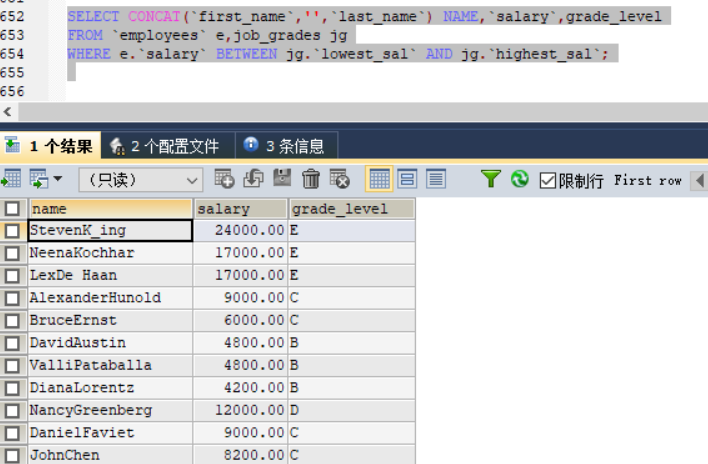 652 SELECT CONCAT(`first_name`,'',`last_name`) NAME,`salary`,grade_level
653 FROM `employees` e,job_grades jg
654 WHERE e.`salary` BETWEEN jg.`lowest_sal` AND jg.`highest_sal`;
655
656
1 个结果 2 个配置文件 3 条信息
（只读） 限制行 First row
name salary grade_level
StevenK_ing 24000.00 E
NeenaKochhar 17000.00 E
LexDe Haan 17000.00 E
AlexanderHunold 9000.00 C
BruceErnst 6000.00 C
DavidAustin 4800.00 B
ValliPataballa 4800.00 B
DianaLorentz 4200.00 B
NancyGreenberg 12000.00 D
DanielFaviet 9000.00 C
JohnChen 8200.00 C